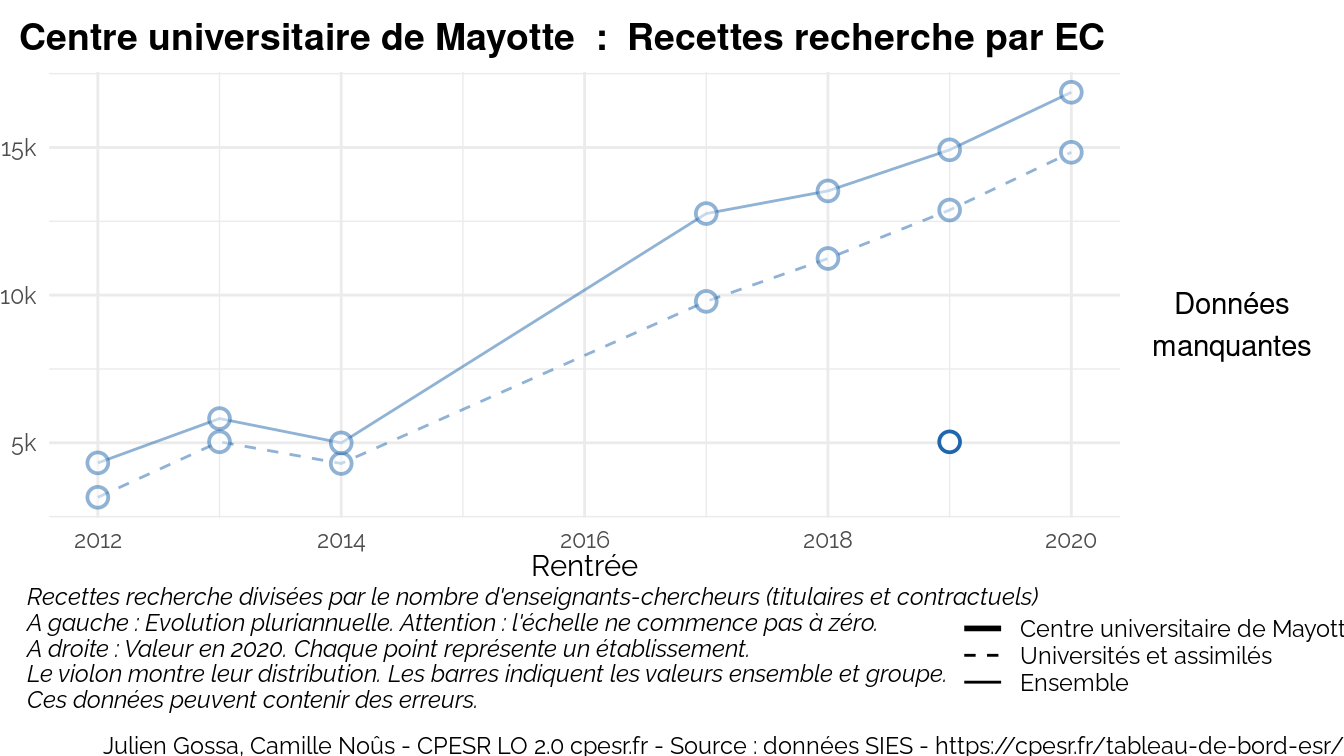 Centre universitaire de Mayotte : Recettes recherche par EC
15k
10k
5k
Données
manquantes
2012 2014 2016 2018 2020
Rentrée
Recettes recherche divisées par le nombre d'enseignants-chercheurs (titulaires et contractuels)
A gauche : Evolution pluriannuelle. Attention : l'échelle ne commence pas à zéro.
A droite : Valeur en 2020. Chaque point représente un établissement.
Le violon montre leur distribution. Les barres indiquent les valeurs ensemble et groupe.
Ces données peuvent contenir des erreurs.
Centre universitaire de Mayott
Universités et assimilés
Ensemble
Julien Gossa, Camille Noûs - CPESR LO 2.0 cpesr.fr - Source : données SIES - https://cpesr.fr/tableau-de-bord-esr/